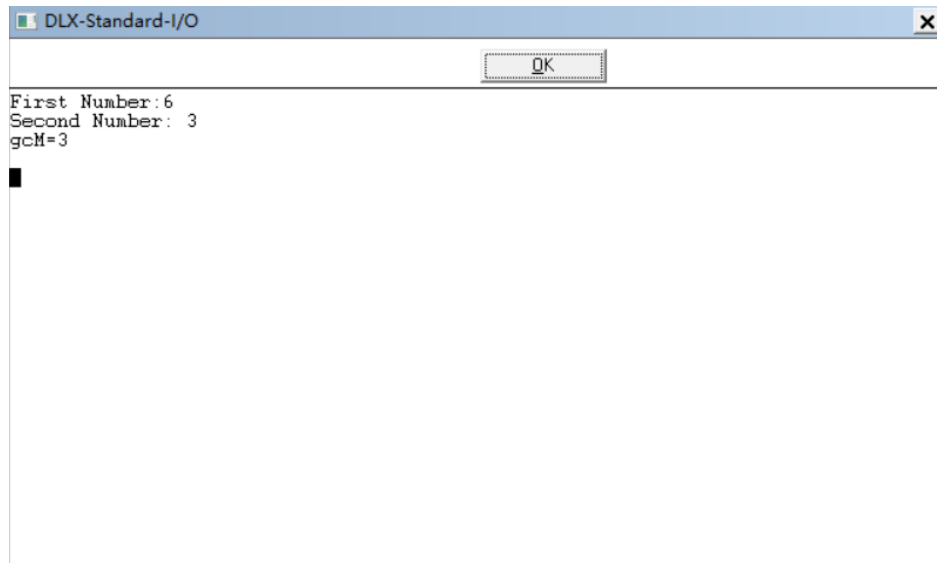 DLX-Standard-I/O
OK
First Number:6
Second Number: 3
gcM=3